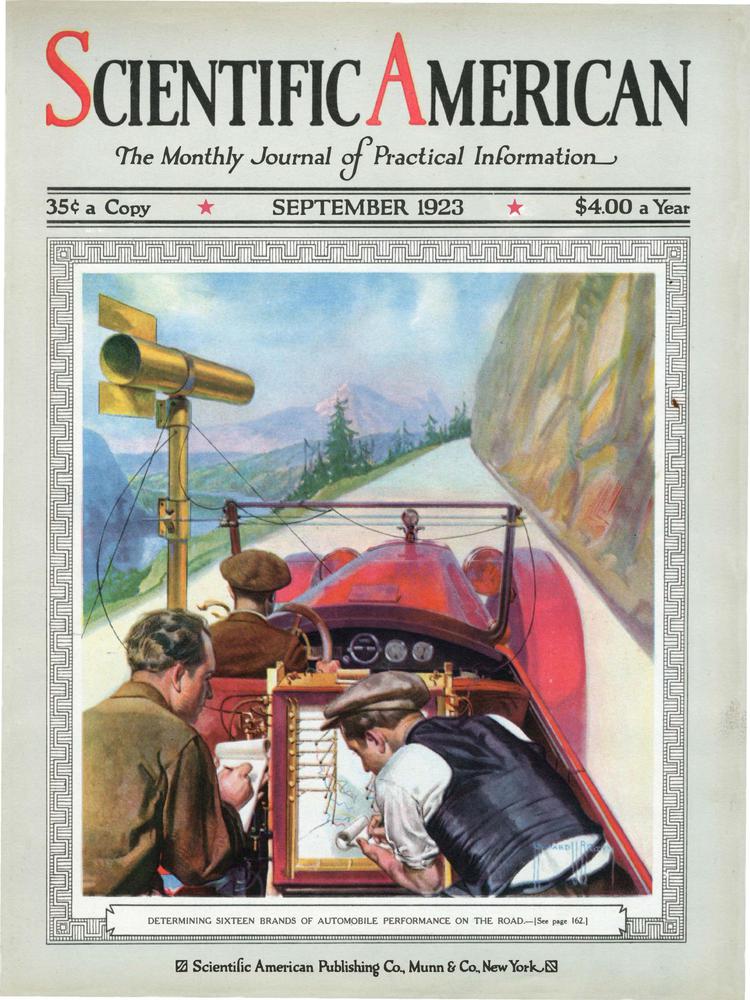 SCIENTIFIC AMERICAN
The Monthly Journal of Practical Information
35¢ a Copy ★ SEPTEMBER 1923 ★ $4.00 a Year
DETERMINING SIXTEEN BRANDS OF AUTOMOBILE PERFORMANCE ON THE ROAD.—[See page 162.]
Scientific American Publishing Co., Munn & Co., New York